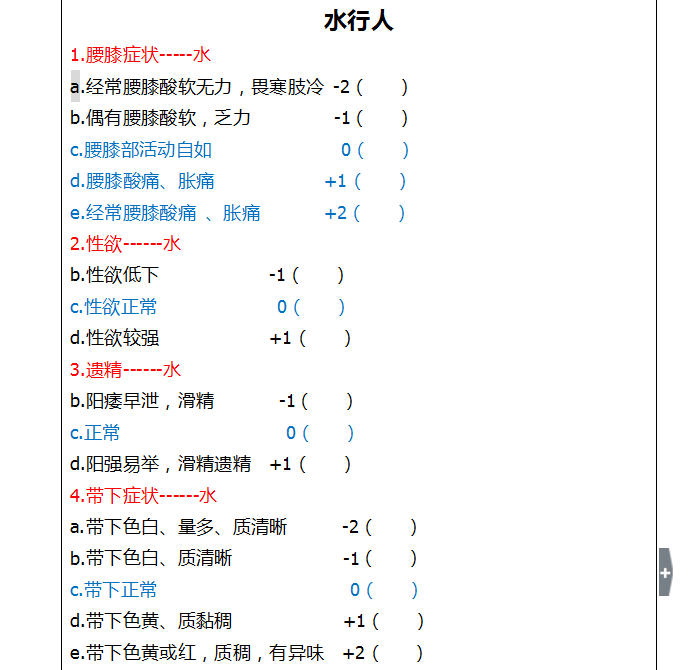 水行人
1.腰膝症状-----水
a.经常腰膝酸软无力，畏寒肢冷 -2（　　）
b.偶有腰膝酸软，乏力 -1（　　）
c.腰膝部活动自如 0（　　）
d.腰膝酸痛、胀痛 +1（　　）
e.经常腰膝酸痛 、胀痛 +2（　　）
2.性欲------水
b.性欲低下 -1（　　）
c.性欲正常 0（　　）
d.性欲较强 +1（　　）
3.遗精------水
b.阳痿早泄，滑精 -1（　　）
c.正常 0（　　）
d.阳强易举，滑精遗精 +1（　　）
4.带下症状------水
a.带下色白、量多、质清晰 -2（　　）
b.带下色白、质清晰 -1（　　）
c.带下正常 0（　　）
d.带下色黄、质黏稠 +1（　　）
e.带下色黄或红，质稠，有异味 +2（　　）